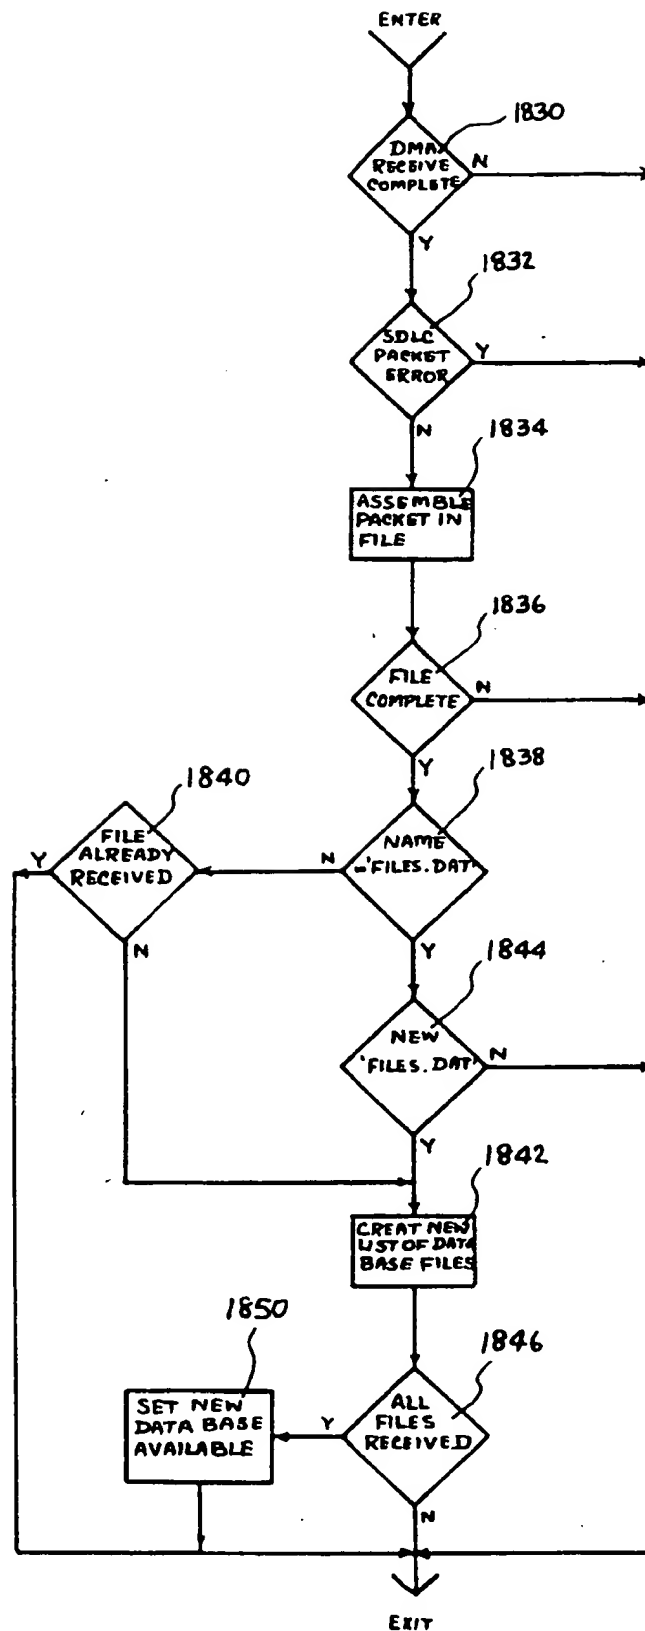 ENTER
1830
DMA
RECEIVE
COMPLETE
N
Y
1832
SDLC
PACKET
ERROR
Y
N
1834
ASSEMBLE
PACKET IN
FILE
1836
FILE
COMPLETE
N
Y
1838
1840
NAME
='FILES.DAT'
N
FILE
ALREADY
RECEIVED
Y
N
Y
1844
NEW
'FILES.DAT'
N
Y
1842
CREAT NEW
LIST OF DATA
BASE FILES
1850
1846
SET NEW
DATA BASE
AVAILABLE
Y
ALL
FILES
RECEIVED
N
EXIT